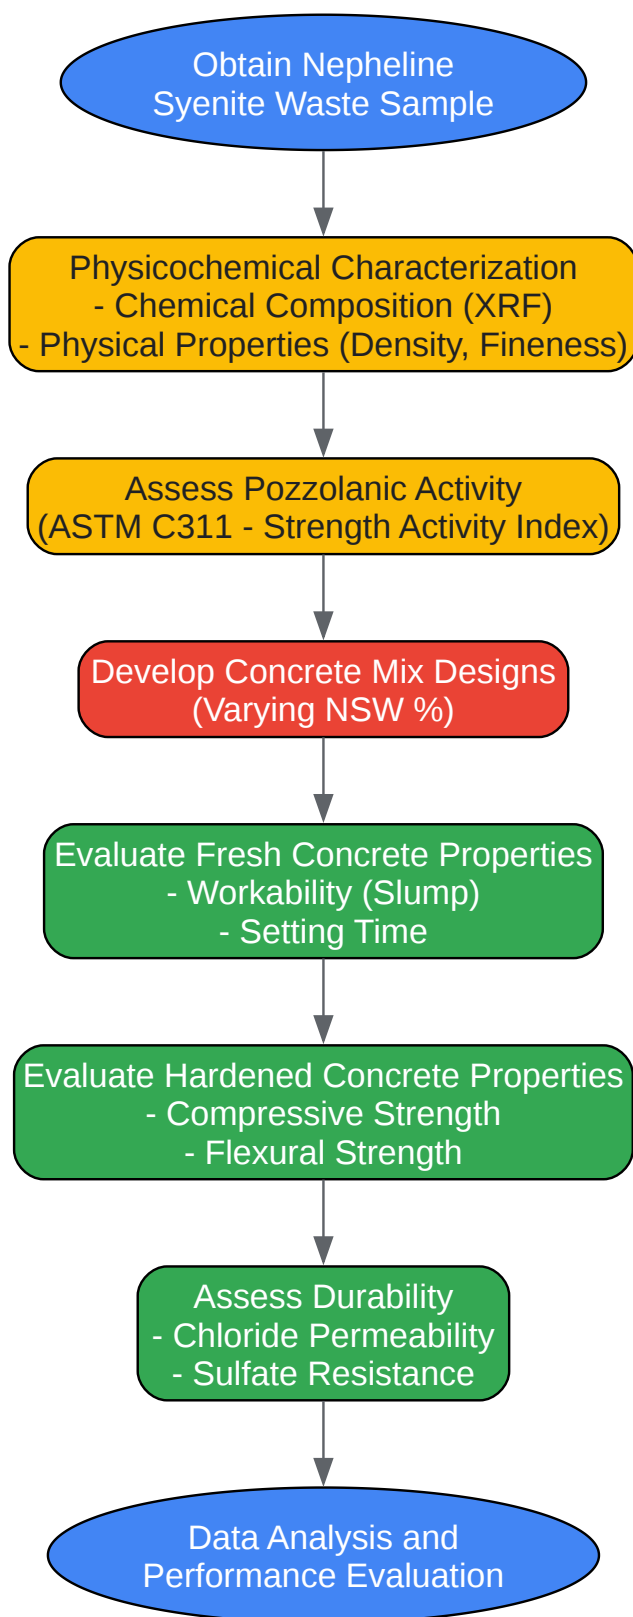 Obtain Nepheline
Syenite Waste Sample
Physicochemical Characterization
- Chemical Composition (XRF)
- Physical Properties (Density, Fineness)
Assess Pozzolanic Activity
(ASTM C311 - Strength Activity Index)
Develop Concrete Mix Designs
(Varying NSW %)
Evaluate Fresh Concrete Properties
- Workability (Slump)
- Setting Time
Evaluate Hardened Concrete Properties
- Compressive Strength
- Flexural Strength
Assess Durability
- Chloride Permeability
- Sulfate Resistance
Data Analysis and
Performance Evaluation